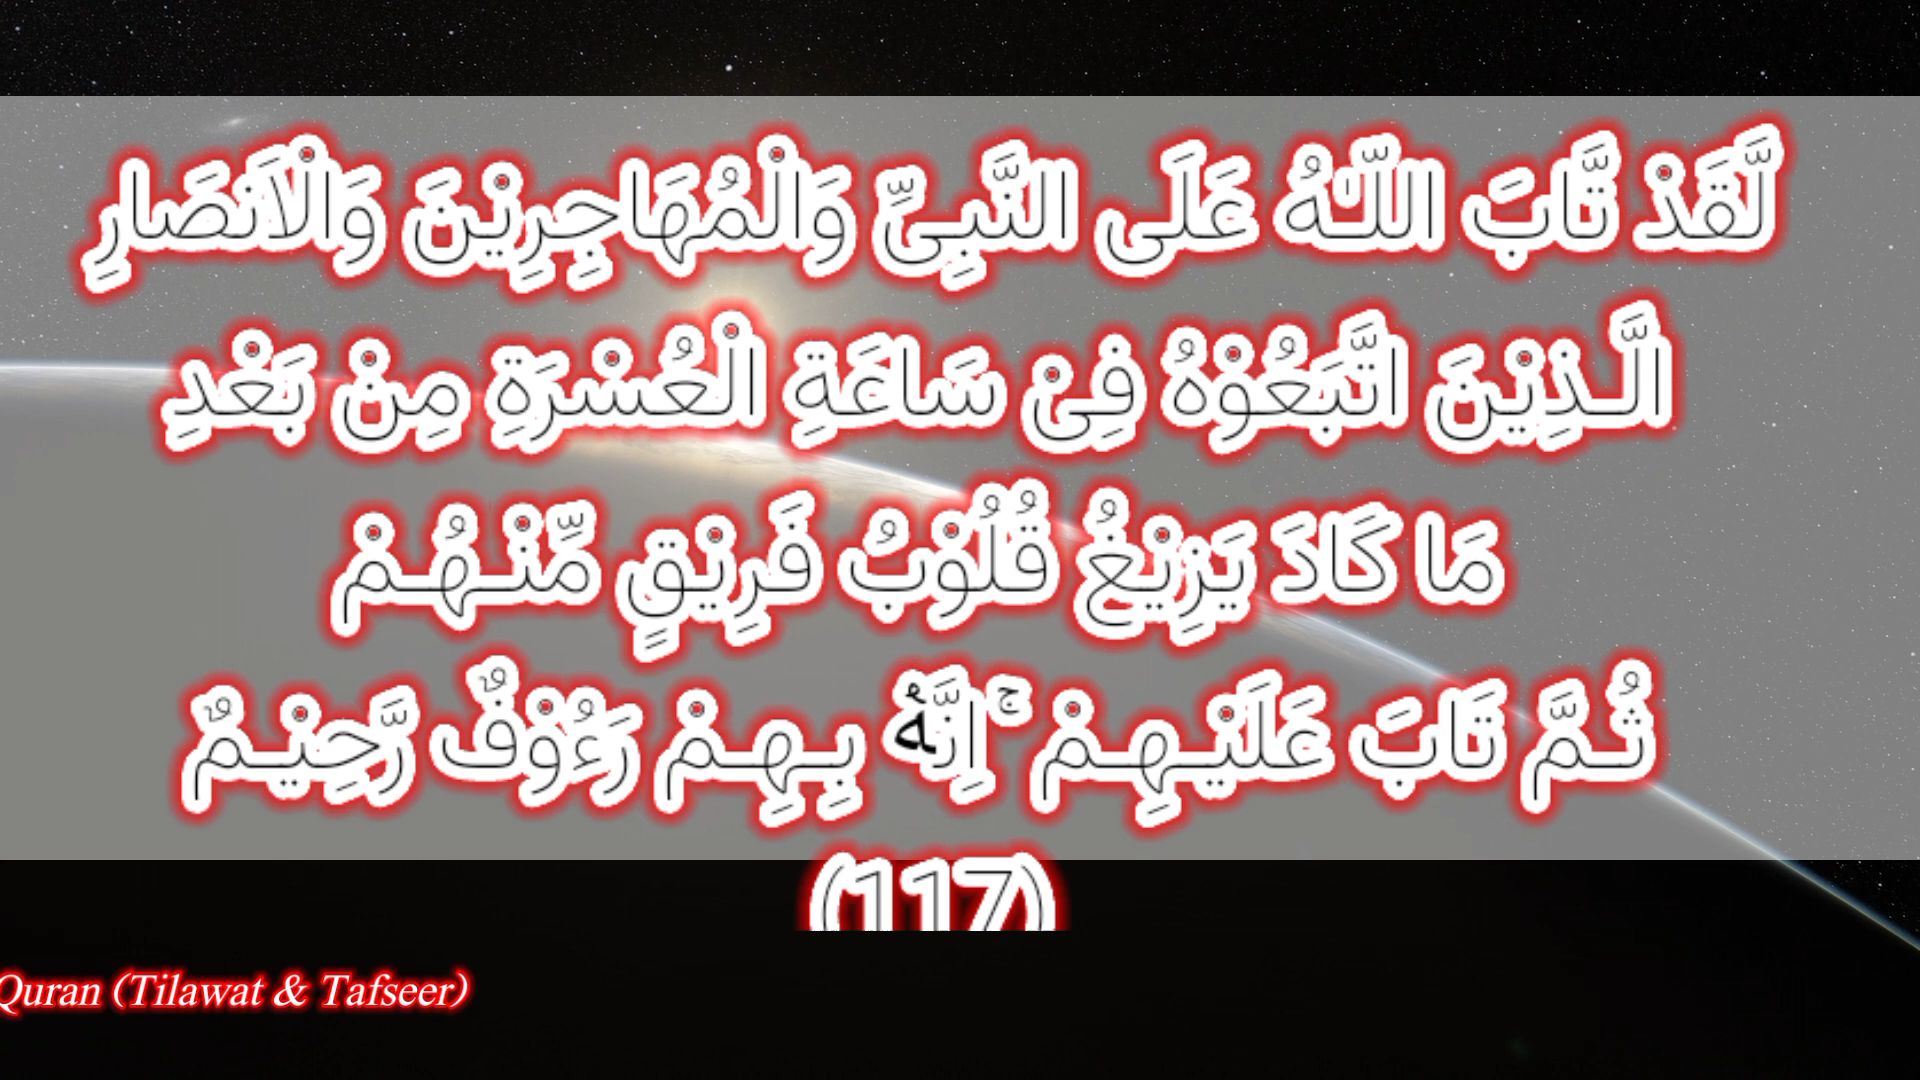 لَّقَدْ تَّابَ اللّـٰهُ عَلَى النَّبِىِّ وَالْمُهَاجِرِيْنَ وَالْاَنْصَارِ
الَّـذِيْنَ اتَّبَعُوْهُ فِىْ سَاعَةِ الْعُسْرَةِ مِنْ بَعْدِ
مَا كَادَ يَزِيْغُ قُلُوْبُ فَرِيْقٍ مِّنْـهُـمْ
ثُـمَّ تَابَ عَلَيْـهِـمْ ۚ اِنَّهٝ بِـهِـمْ رَءُوْفٌ رَّحِيْـمٌ
(117)
Quran (Tilawat & Tafseer)